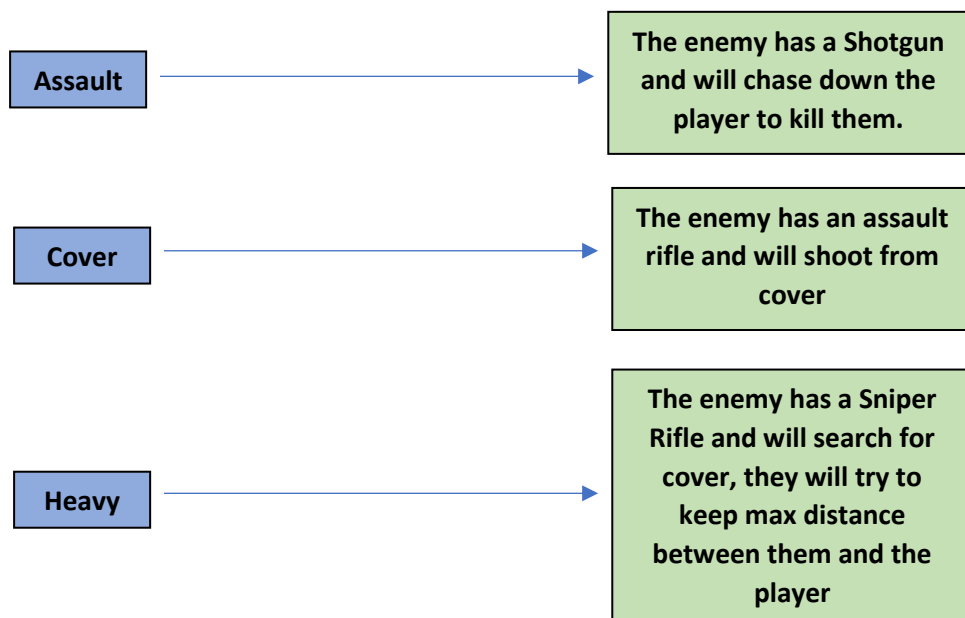 Assault
The enemy has a Shotgun
and will chase down the
player to kill them.
Cover
The enemy has an assault
rifle and will shoot from
cover
Heavy
The enemy has a Sniper
Rifle and will search for
cover, they will try to
keep max distance
between them and the
player